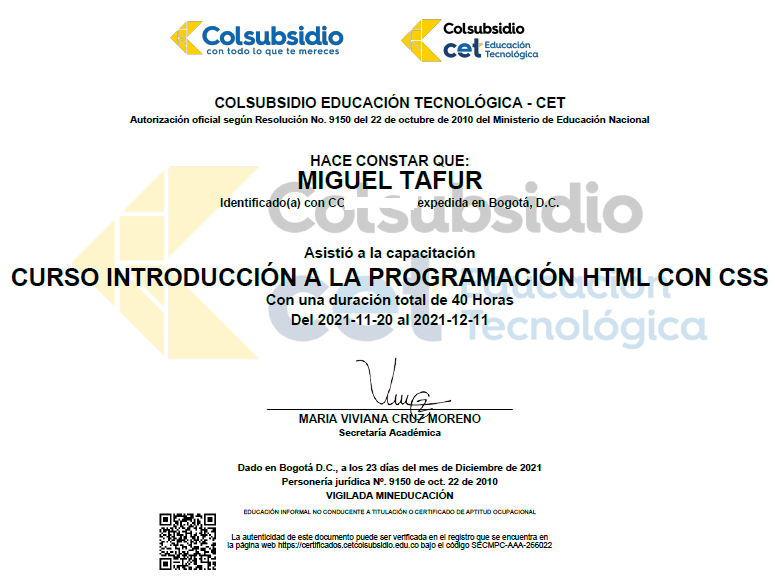 Colsubsidio
con todo lo que te mereces
Colsubsidio
cet Educación
Tecnológica
COLSUBSIDIO EDUCACIÓN TECNOLÓGICA - CET
Autorización oficial según Resolución No. 9150 del 22 de octubre de 2010 del Ministerio de Educación Nacional
HACE CONSTAR QUE:
MIGUEL TAFUR
Identificado(a) con CC expedida en Bogotá, D.C.
Colsubsidio
Asistió a la capacitación
CURSO INTRODUCCIÓN A LA PROGRAMACIÓN HTML CON CSS
cet Educación
Tecnológica
Con una duración total de 40 Horas
Del 2021-11-20 al 2021-12-11
MARIA VIVIANA CRUZ MORENO
Secretaría Académica
Dado en Bogotá D.C., a los 23 días del mes de Diciembre de 2021
Personería jurídica Nº. 9150 de oct. 22 de 2010
VIGILADA MINEDUCACIÓN
EDUCACIÓN INFORMAL NO CONDUCENTE A TITULACIÓN O CERTIFICADO DE APTITUD OCUPACIONAL
La autenticidad de este documento puede ser verificada en el registro que se encuentra en
la página web https://certificados.cetcolsubsidio.edu.co bajo el código SECMPC-AAA-266022